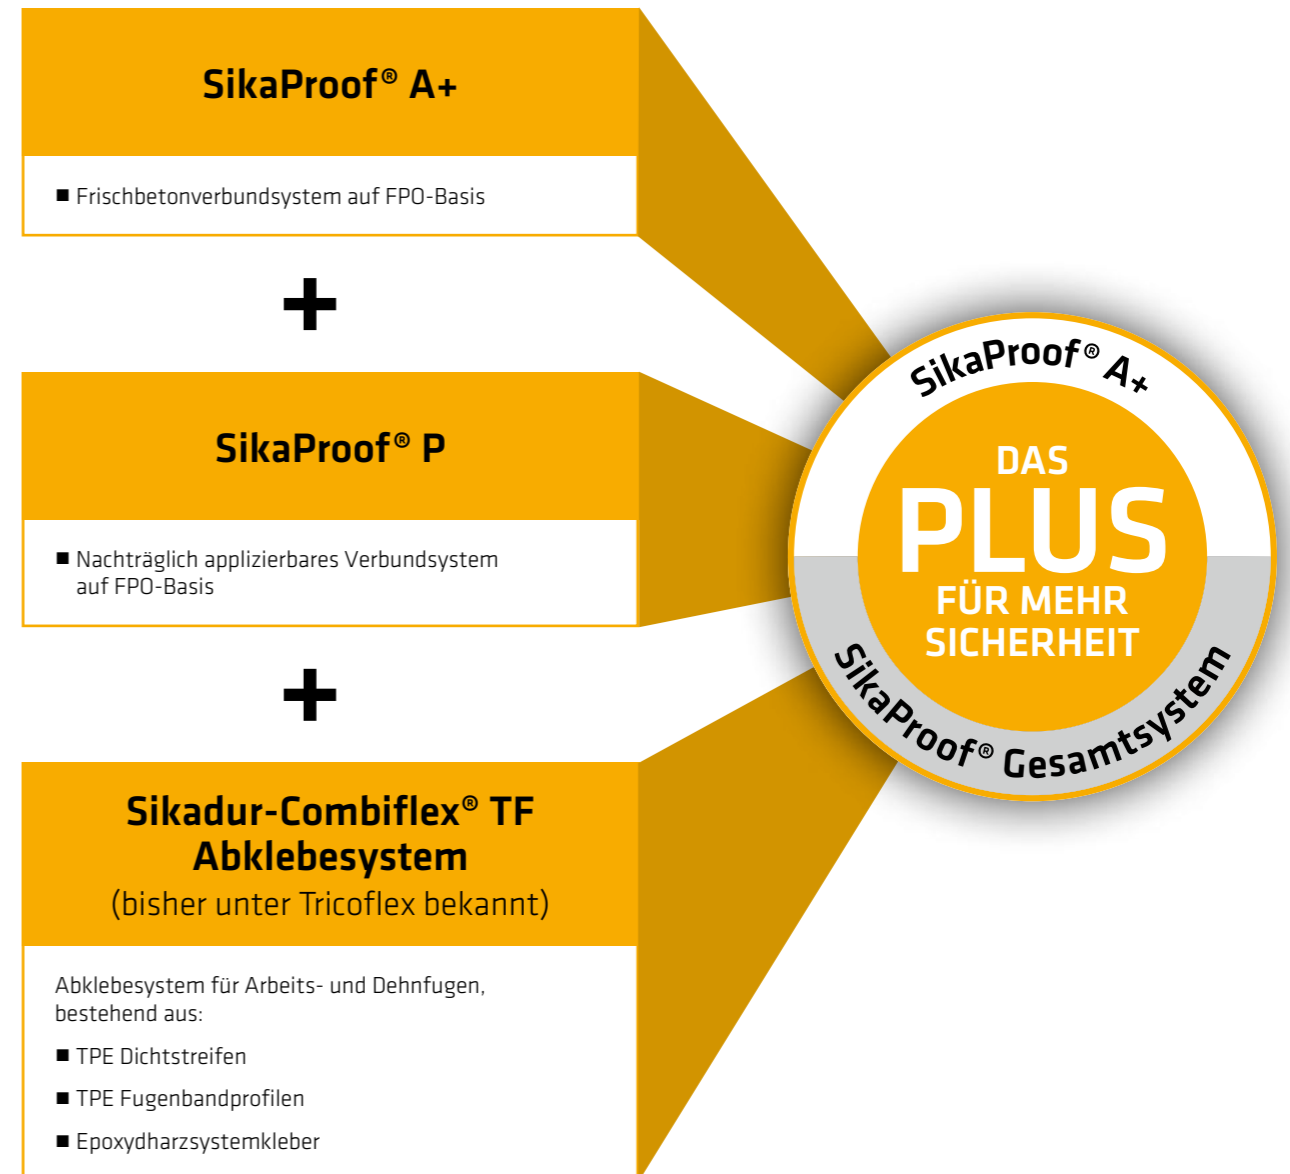 SikaProof® A+
■ Frischbetonverbundsystem auf FPO-Basis
+
SikaProof® P
■ Nachträglich applizierbares Verbundsystem
auf FPO-Basis
+
Sikadur-Combiflex® TF
Abklebesystem
(bisher unter Tricoflex bekannt)
Abklebesystem für Arbeits- und Dehnfugen,
bestehend aus:
■ TPE Dichtstreifen
■ TPE Fugenbandprofilen
■ Epoxydharzsystemkleber
SikaProof® A+
DAS
PLUS
FÜR MEHR
SICHERHEIT
SikaProof® Gesamtsystem